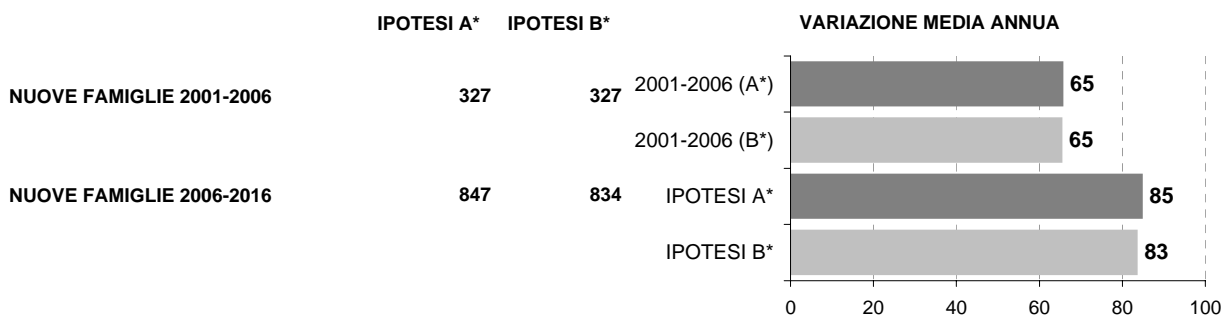 IPOTESI A* IPOTESI B* VARIAZIONE MEDIA ANNUA
NUOVE FAMIGLIE 2001-2006 327 327
2001-2006 (A*) 65
2001-2006 (B*) 65
NUOVE FAMIGLIE 2006-2016 847 834
IPOTESI A* 85
IPOTESI B* 83
0 20 40 60 80 100